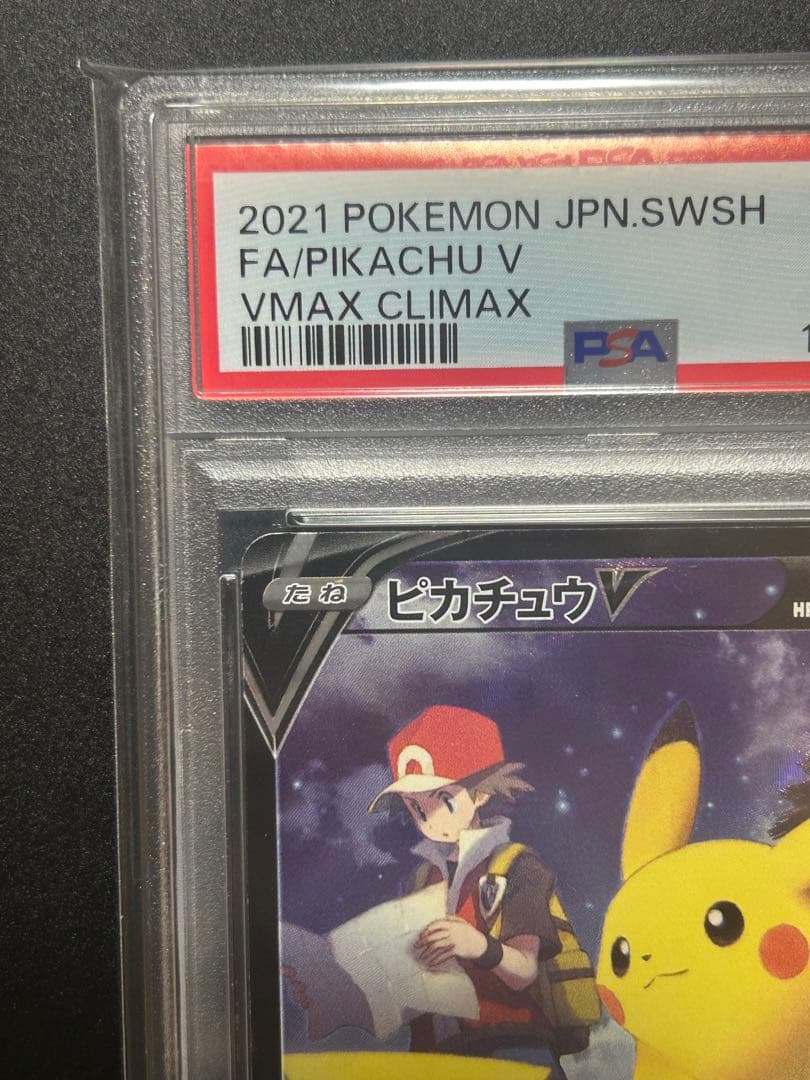 2021 POKEMON JPN.SWSH
FA/PIKACHU V
VMAX CLIMAX
PSA
たね ピカチュウV